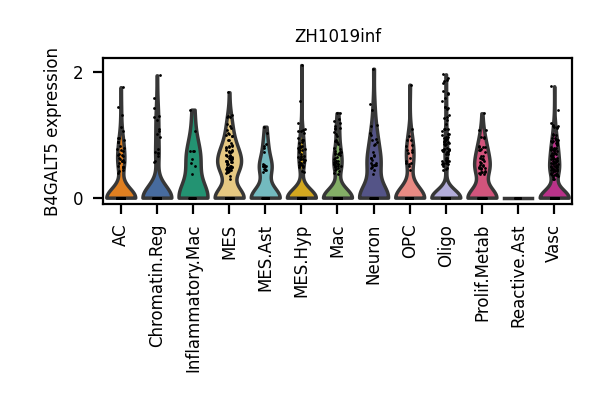 ZH1019inf
B4GALT5 expression
2
0
AC
Chromatin.Reg
Inflammatory.Mac
MES
MES.Ast
MES.Hyp
Mac
Neuron
OPC
Oligo
Prolif.Metab
Reactive.Ast
Vasc